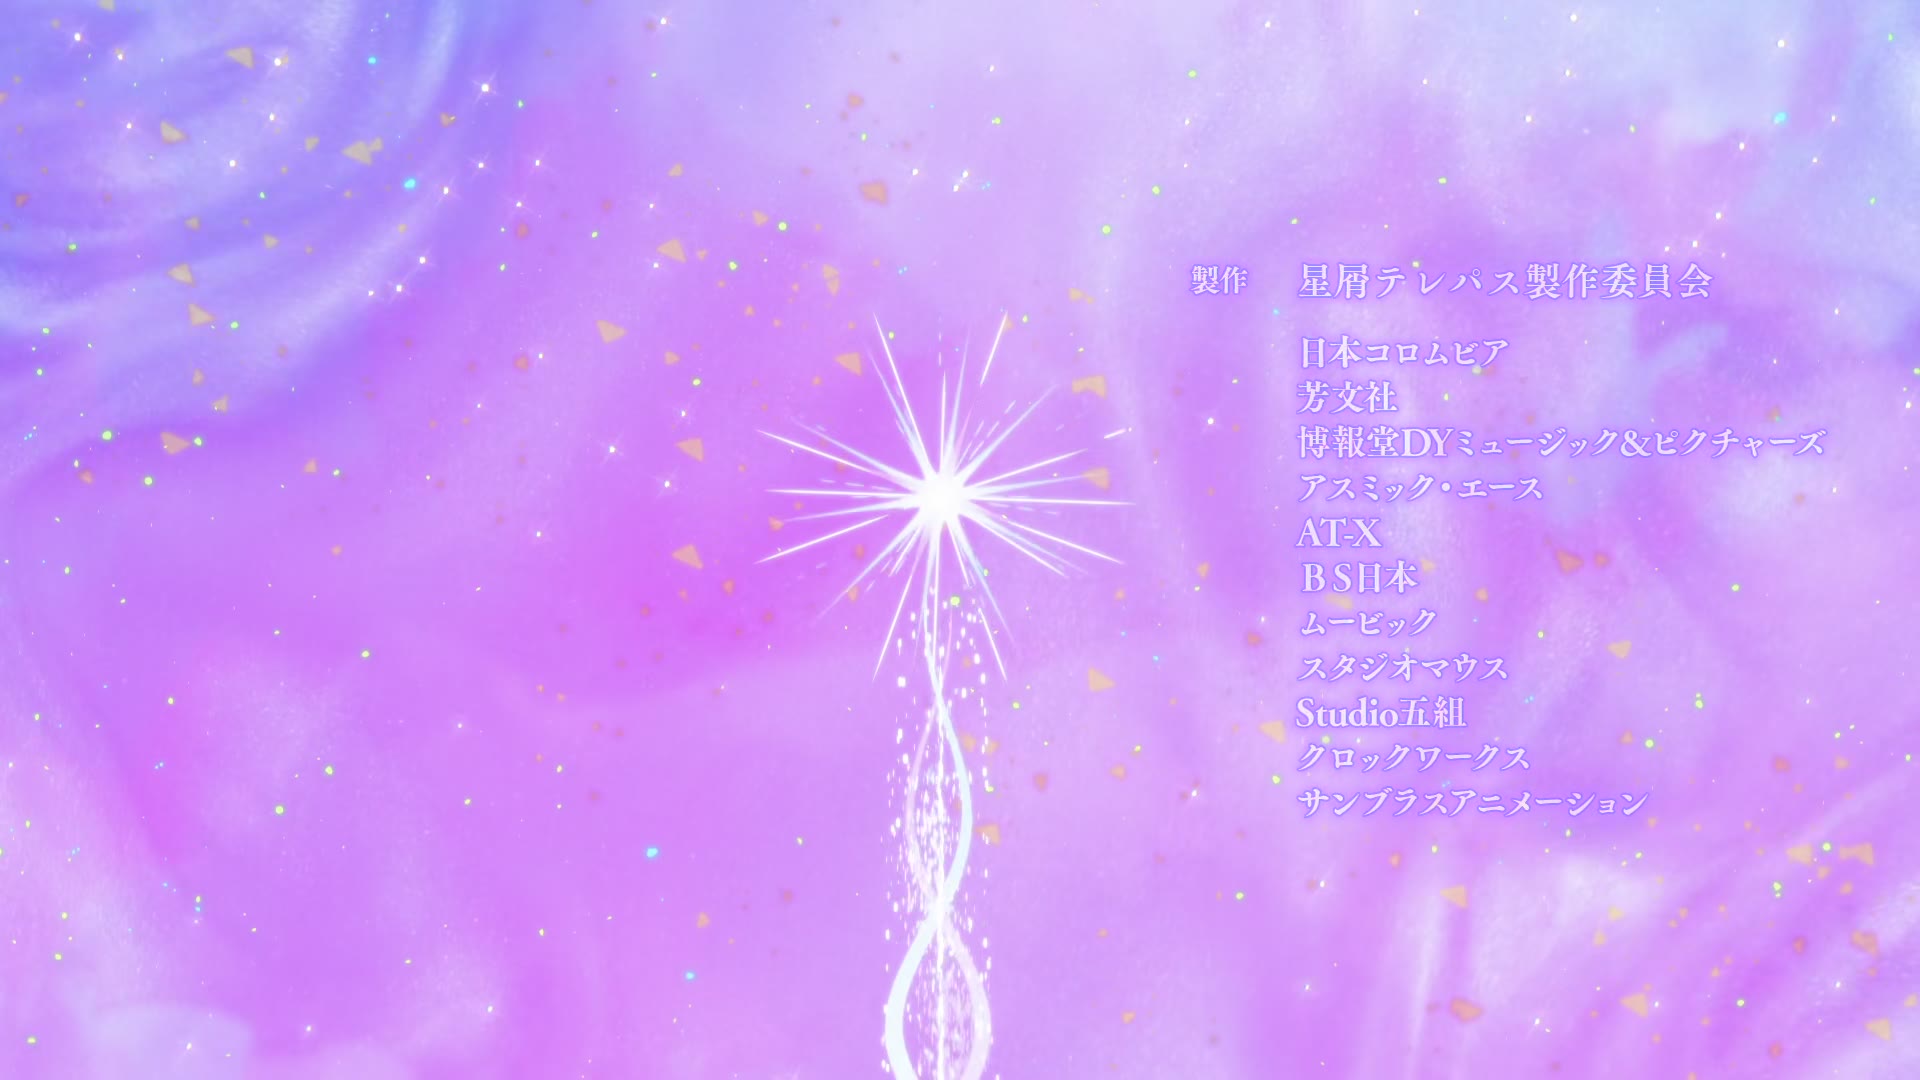 製作 星屑テレパス製作委員会
日本コロムビア
芳文社
博報堂DYミュージック&ピクチャーズ
アスミック・エース
AT-X
BS日本
ムービック
スタジオマウス
Studio五組
クロックワークス
サンブラスアニメーション